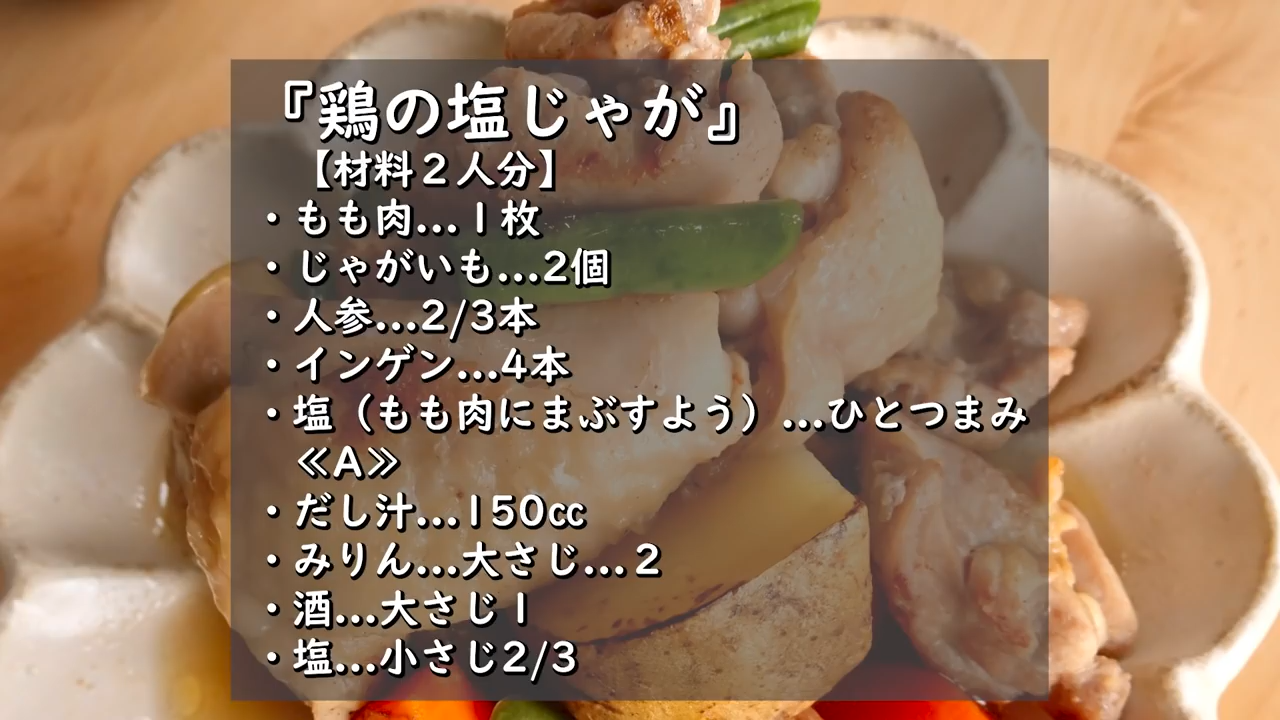 『鶏の塩じゃが』
【材料２人分】
・もも肉…1枚
・じゃがいも…2個
・人参…2/3本
・インゲン…4本
・塩（もも肉にまぶすよう）…ひとつまみ
≪A≫
・だし汁…150㏄
・みりん…大さじ…２
・酒…大さじ1
・塩…小さじ2/3